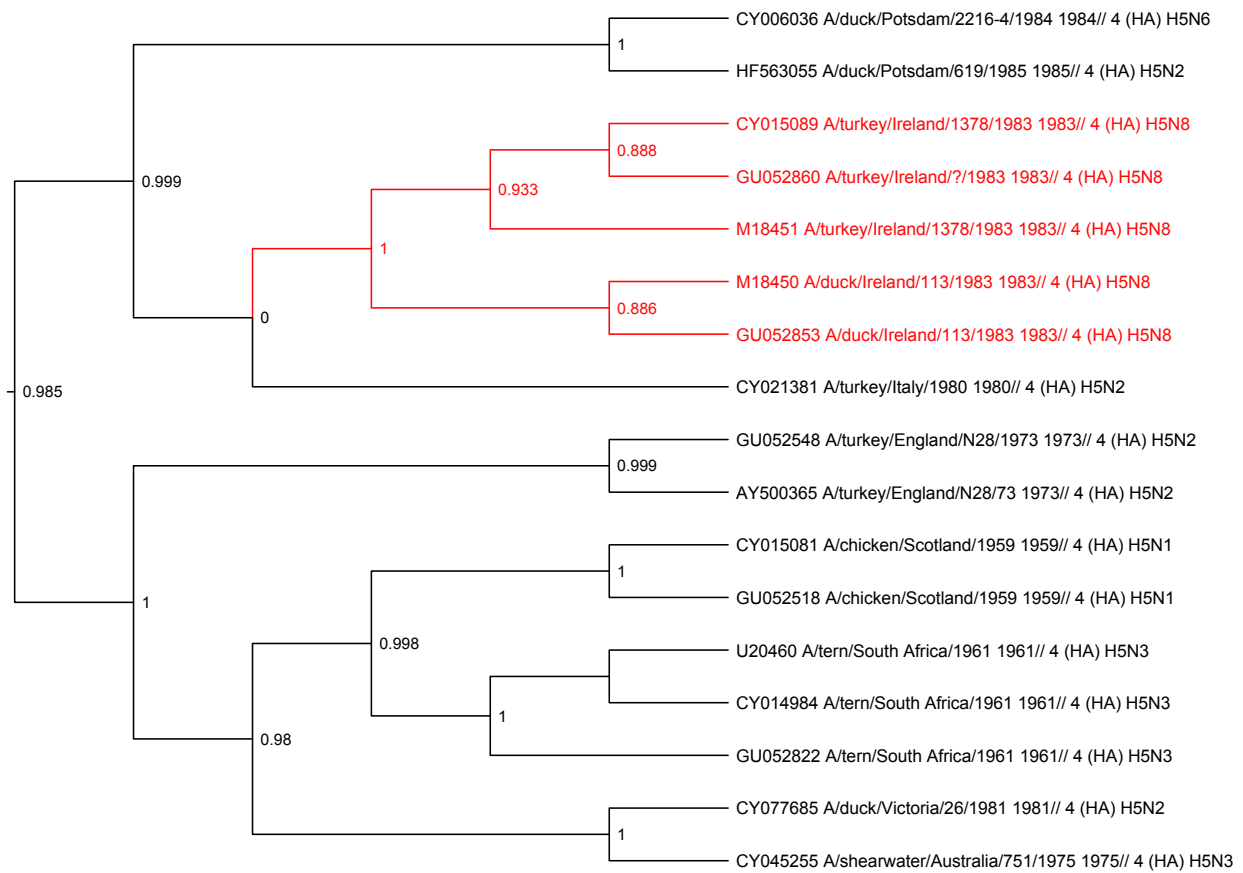 CY006036 A/duck/Potsdam/2216-4/1984 1984// 4 (HA) H5N6
1
HF563055 A/duck/Potsdam/619/1985 1985// 4 (HA) H5N2
CY015089 A/turkey/Ireland/1378/1983 1983// 4 (HA) H5N8
0.888
GU052860 A/turkey/Ireland/?/1983 1983// 4 (HA) H5N8
0.999
0.933
M18451 A/turkey/Ireland/1378/1983 1983// 4 (HA) H5N8
1
M18450 A/duck/Ireland/113/1983 1983// 4 (HA) H5N8
0.886
0
GU052853 A/duck/Ireland/113/1983 1983// 4 (HA) H5N8
CY021381 A/turkey/Italy/1980 1980// 4 (HA) H5N2
0.985
GU052548 A/turkey/England/N28/1973 1973// 4 (HA) H5N2
0.999
AY500365 A/turkey/England/N28/73 1973// 4 (HA) H5N2
CY015081 A/chicken/Scotland/1959 1959// 4 (HA) H5N1
1
GU052518 A/chicken/Scotland/1959 1959// 4 (HA) H5N1
1
0.998
U20460 A/tern/South Africa/1961 1961// 4 (HA) H5N3
CY014984 A/tern/South Africa/1961 1961// 4 (HA) H5N3
1
0.98
GU052822 A/tern/South Africa/1961 1961// 4 (HA) H5N3
CY077685 A/duck/Victoria/26/1981 1981// 4 (HA) H5N2
1
CY045255 A/shearwater/Australia/751/1975 1975// 4 (HA) H5N3